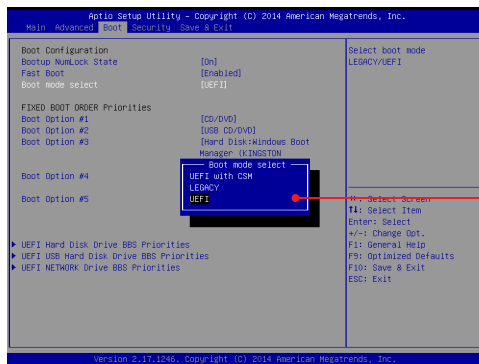 Aptio Setup Utility – Copyright (C) 2014 American Megatrends, Inc.
Main Advanced Boot Security Save & Exit
Boot Configuration
Bootup NumLock State [On]
Fast Boot [Enabled]
Boot mode select [UEFI]
FIXED BOOT ORDER Priorities
Boot Option #1 [CD/DVD]
Boot Option #2 [USB CD/DVD]
Boot Option #3 [Hard Disk:Windows Boot
Manager (KINGSTON
Boot mode select
UEFI with CSM
LEGACY
UEFI
Boot Option #4
Boot Option #5
UEFI Hard Disk Drive BBS Priorities
UEFI USB Hard Disk Drive BBS Priorities
UEFI NETWORK Drive BBS Priorities
Select boot mode
LEGACY/UEFI
: Select Screen
↑↓: Select Item
Enter: Select
+/-: Change Opt.
F1: General Help
F9: Optimized Defaults
F10: Save & Exit
ESC: Exit
Version 2.17.1246. Copyright (C) 2014 American Megatrends, Inc.